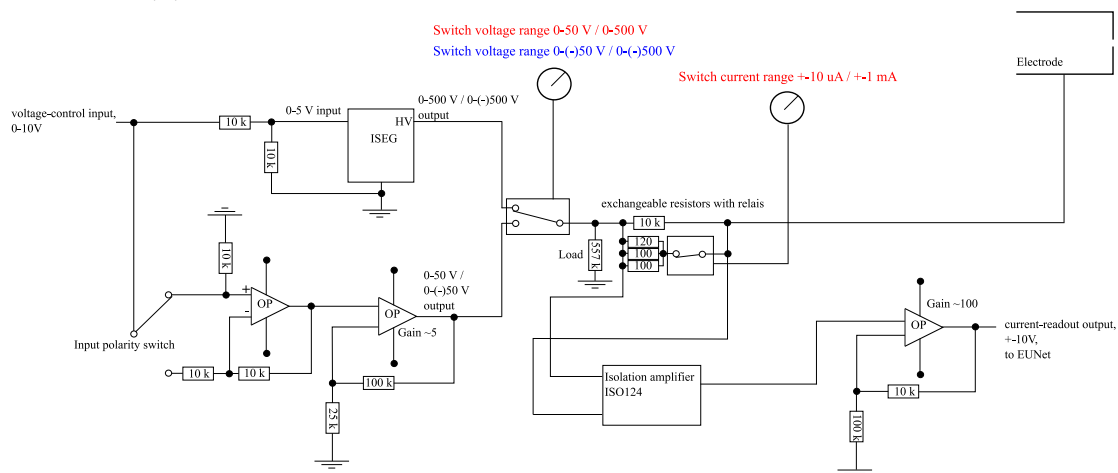 Switch voltage range 0-50 V / 0-500 V
Switch voltage range 0-(-)50 V / 0-(-)500 V
Electrode
Switch current range +-10 uA / +-1 mA
voltage-control input,
0-10V
10 k
0-5 V input
HV
ISEG
0-500 V / 0-(-)500 V
output
10 k
exchangeable resistors with relais
10 k
120
100
100
Load
557 k
10 k
+
-
OP
0-50 V /
0-(-)50 V
output
OP
Gain ~5
Input polarity switch
10 k
10 k
100 k
25 k
Isolation amplifier
ISO124
Gain ~100
OP
current-readout output,
+-10V,
to EUNet
10 k
100 k